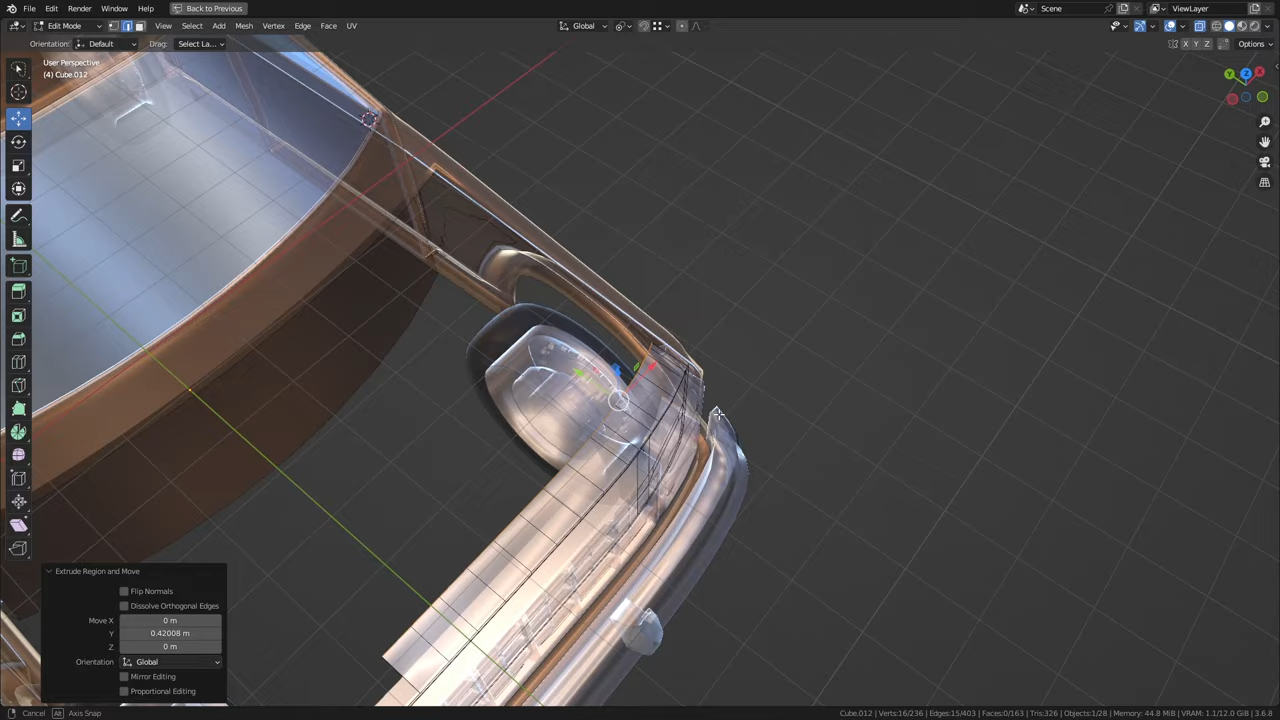 File Edit Render Window Help Back to Previous Scene ViewLayer
Edit Mode View Select Add Mesh Vertex Edge Face UV Global
Orientation: Default Drag: Select La... X Y Z Options
User Perspective
(4) Cube.012
Y Z X
Extrude Region and Move
Flip Normals
Dissolve Orthogonal Edges
Move X 0 m
Y 0.42008 m
Z 0 m
Orientation Global
Mirror Editing
Proportional Editing
Cancel Alt Axis Snap Cube.012 | Verts:16/236 | Edges:15/403 | Faces:0/163 | Tris:326 | Objects:1/28 | Memory: 44.8 MiB | VRAM: 1.1/12.0 GiB | 3.6.8